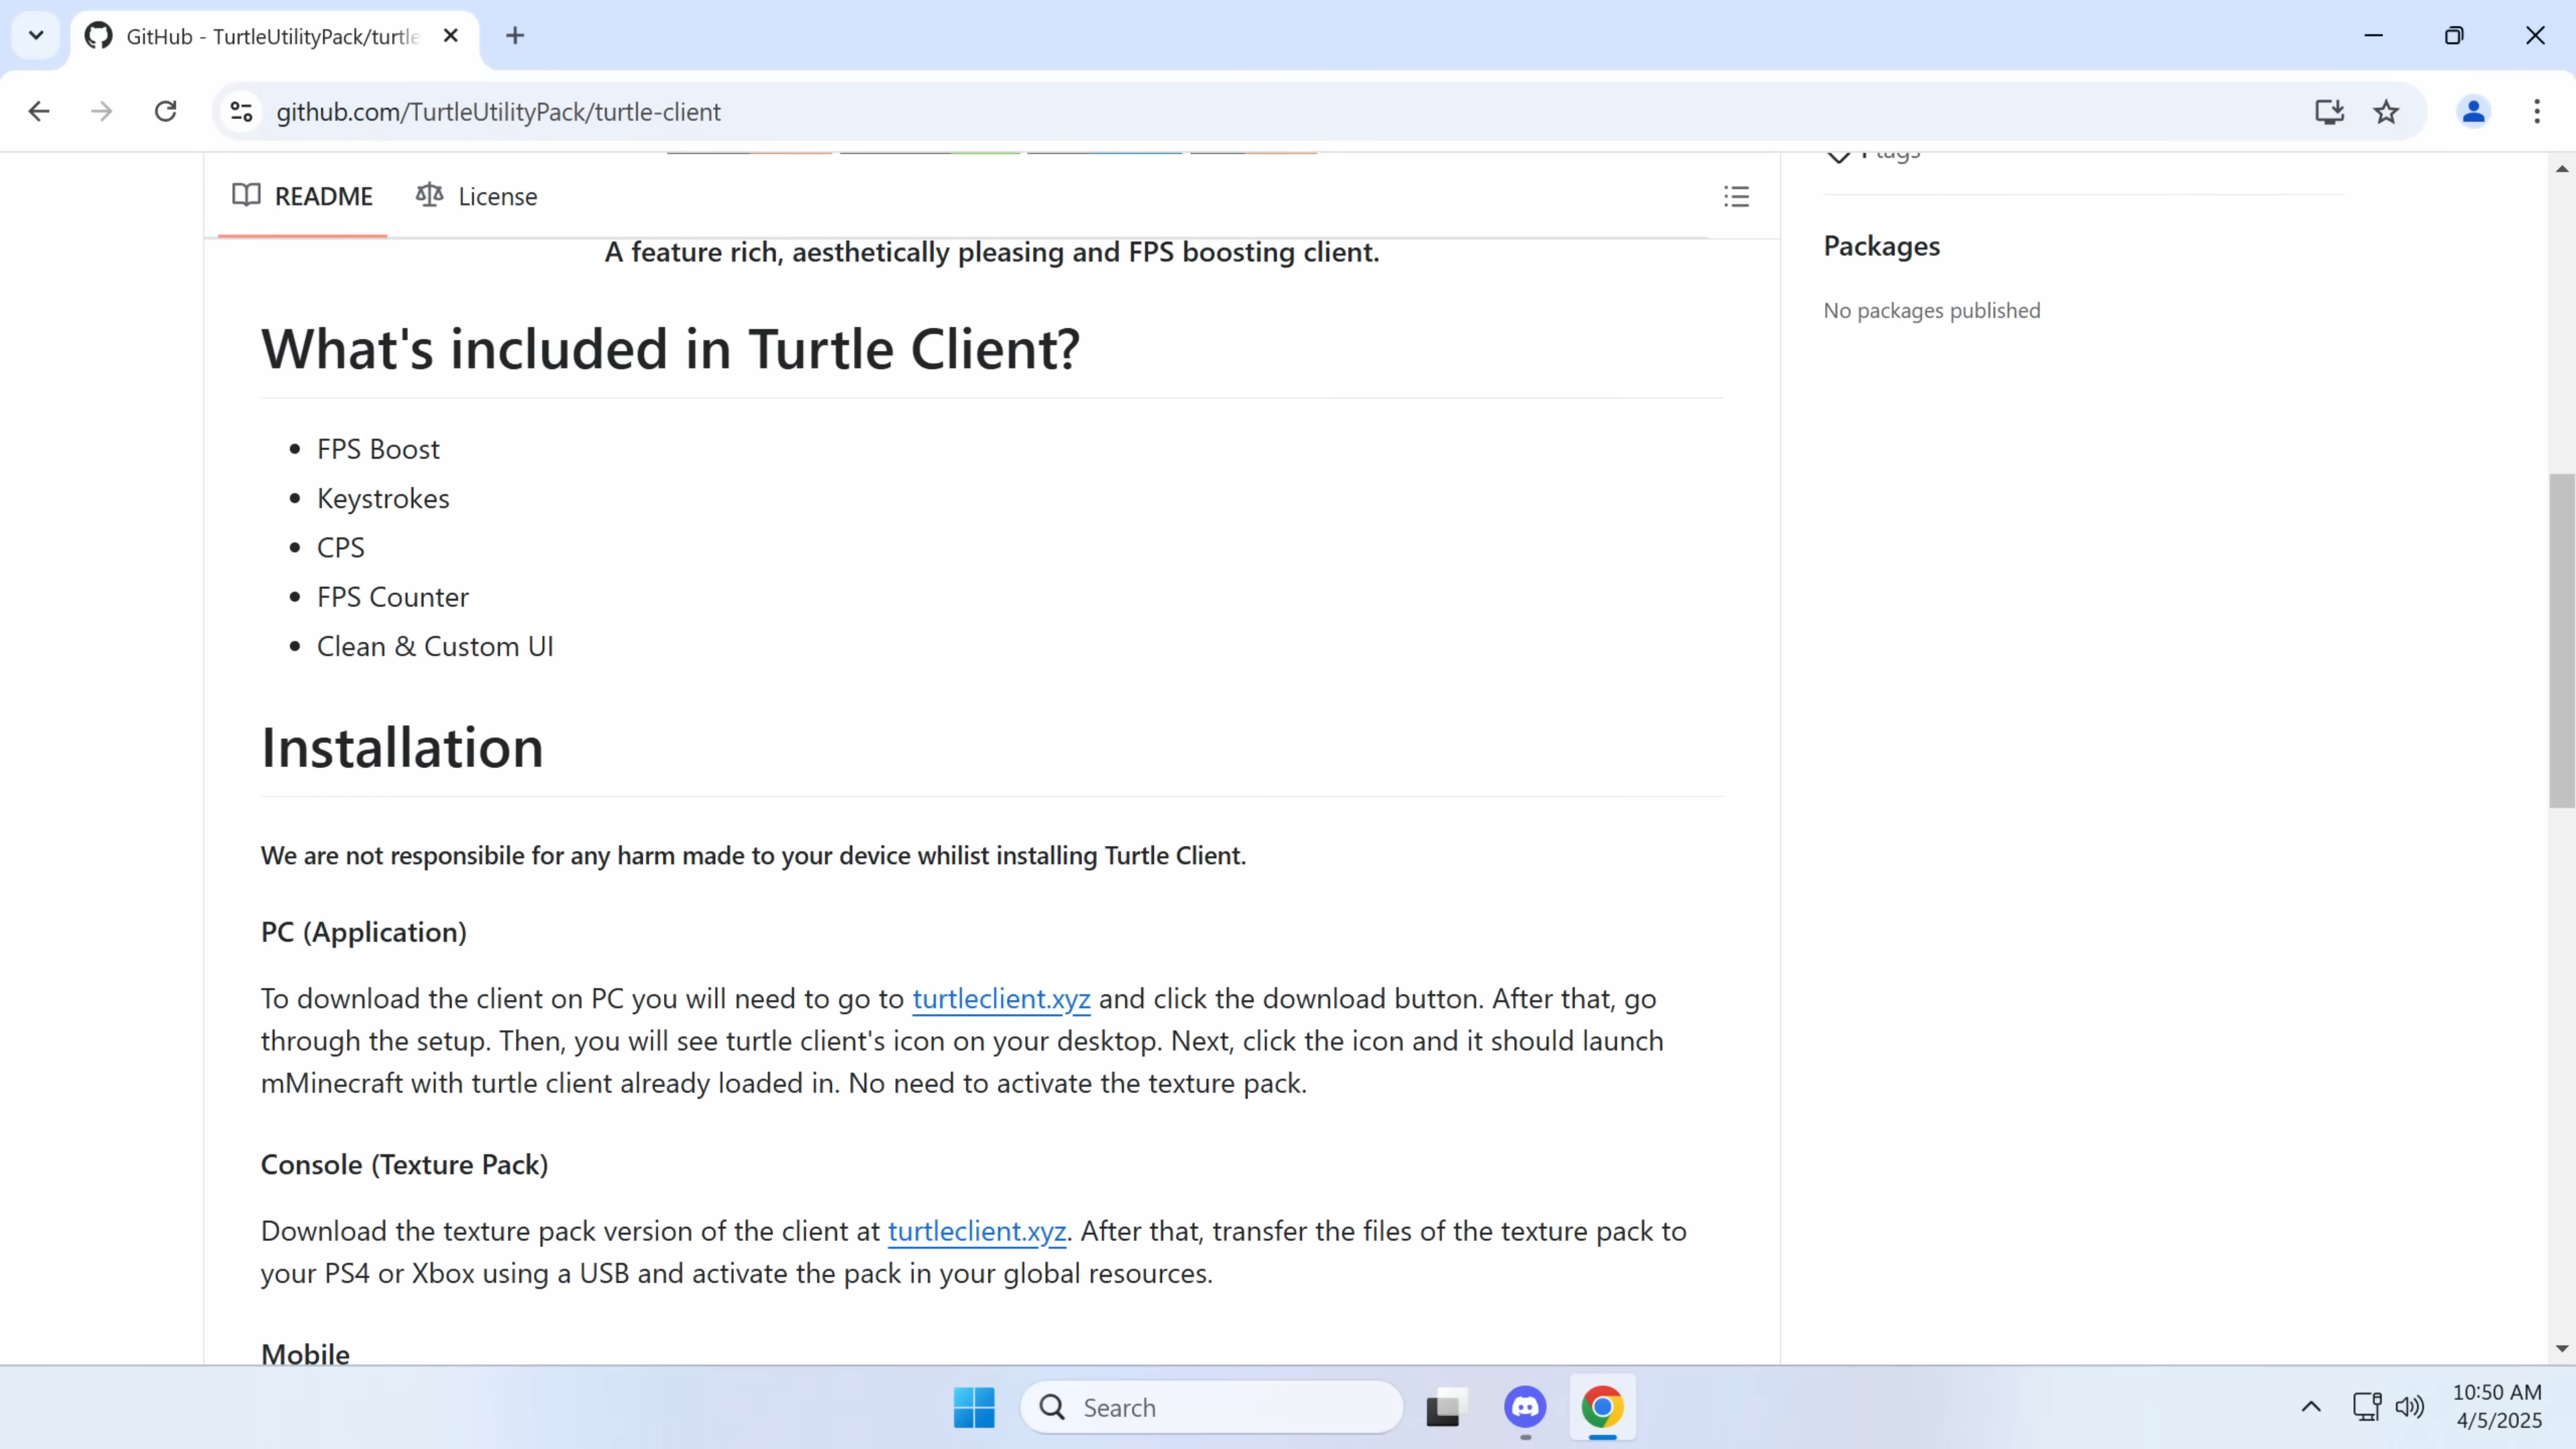 GitHub - TurtleUtilityPack/turtle
github.com/TurtleUtilityPack/turtle-client
README
License
tags
Packages
No packages published
A feature rich, aesthetically pleasing and FPS boosting client.
What's included in Turtle Client?
FPS Boost
Keystrokes
CPS
FPS Counter
Clean & Custom UI
Installation
We are not responsibile for any harm made to your device whilist installing Turtle Client.
PC (Application)
To download the client on PC you will need to go to turtleclient.xyz and click the download button. After that, go
through the setup. Then, you will see turtle client's icon on your desktop. Next, click the icon and it should launch
mMinecraft with turtle client already loaded in. No need to activate the texture pack.
Console (Texture Pack)
Download the texture pack version of the client at turtleclient.xyz. After that, transfer the files of the texture pack to
your PS4 or Xbox using a USB and activate the pack in your global resources.
Mobile
Search
10:50 AM
4/5/2025